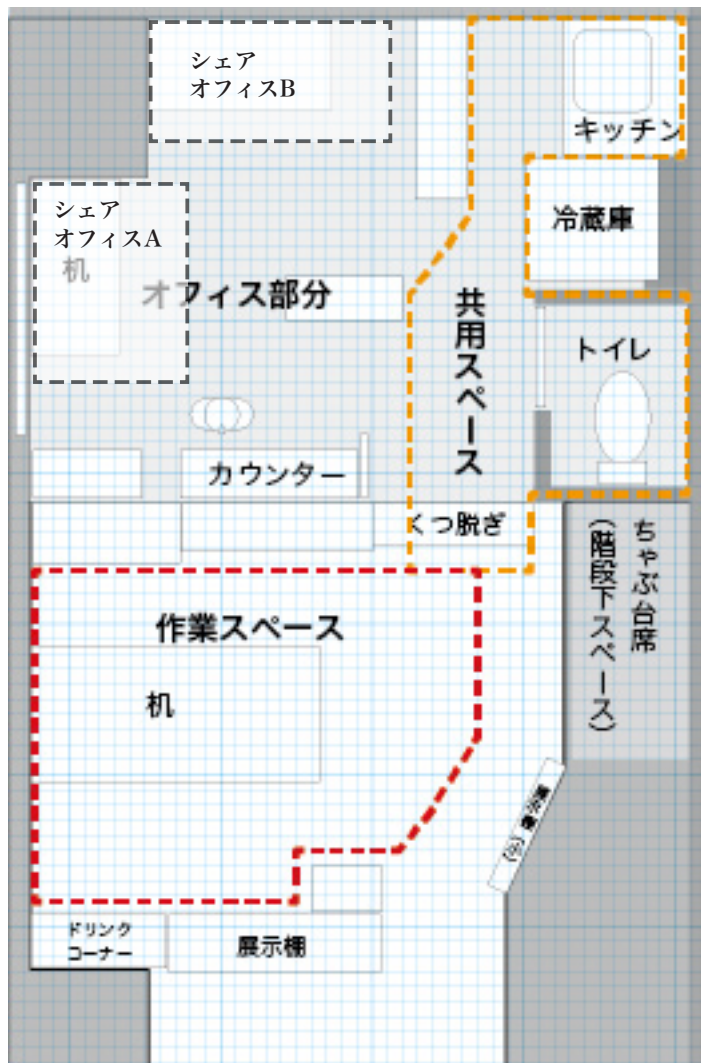 シェア
オフィスB
キッチン
シェア
オフィスA
机
冷蔵庫
オフィス部分
共用スペース
トイレ
カウンター
くつ脱ぎ
ちゃぶ台席
（階段下スペース）
作業スペース
机
展示棚（小）
ドリンク
コーナー
展示棚